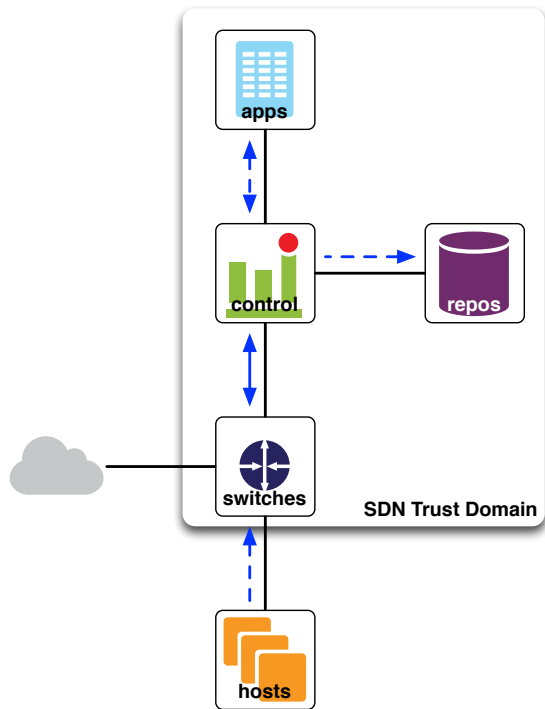 apps
control
repos
switches
SDN Trust Domain
hosts